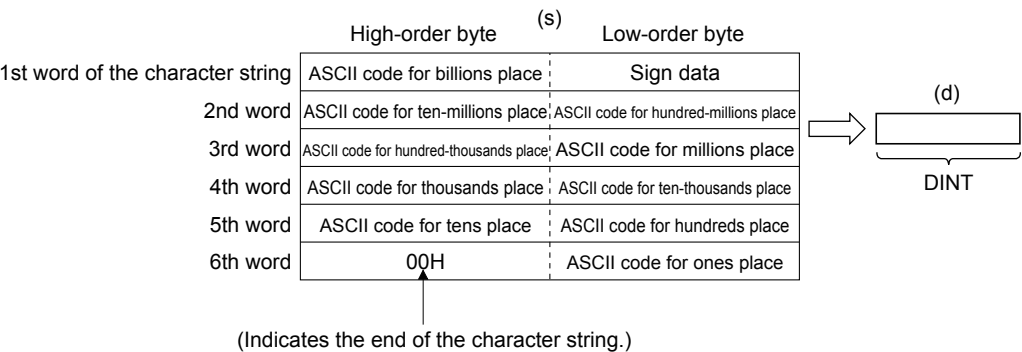 (s)
High-order byte Low-order byte
1st word of the character string ASCII code for billions place Sign data
2nd word ASCII code for ten-millions place ASCII code for hundred-millions place
3rd word ASCII code for hundred-thousands place ASCII code for millions place
4th word ASCII code for thousands place ASCII code for ten-thousands place
5th word ASCII code for tens place ASCII code for hundreds place
6th word 00H ASCII code for ones place
(d)
DINT
(Indicates the end of the character string.)